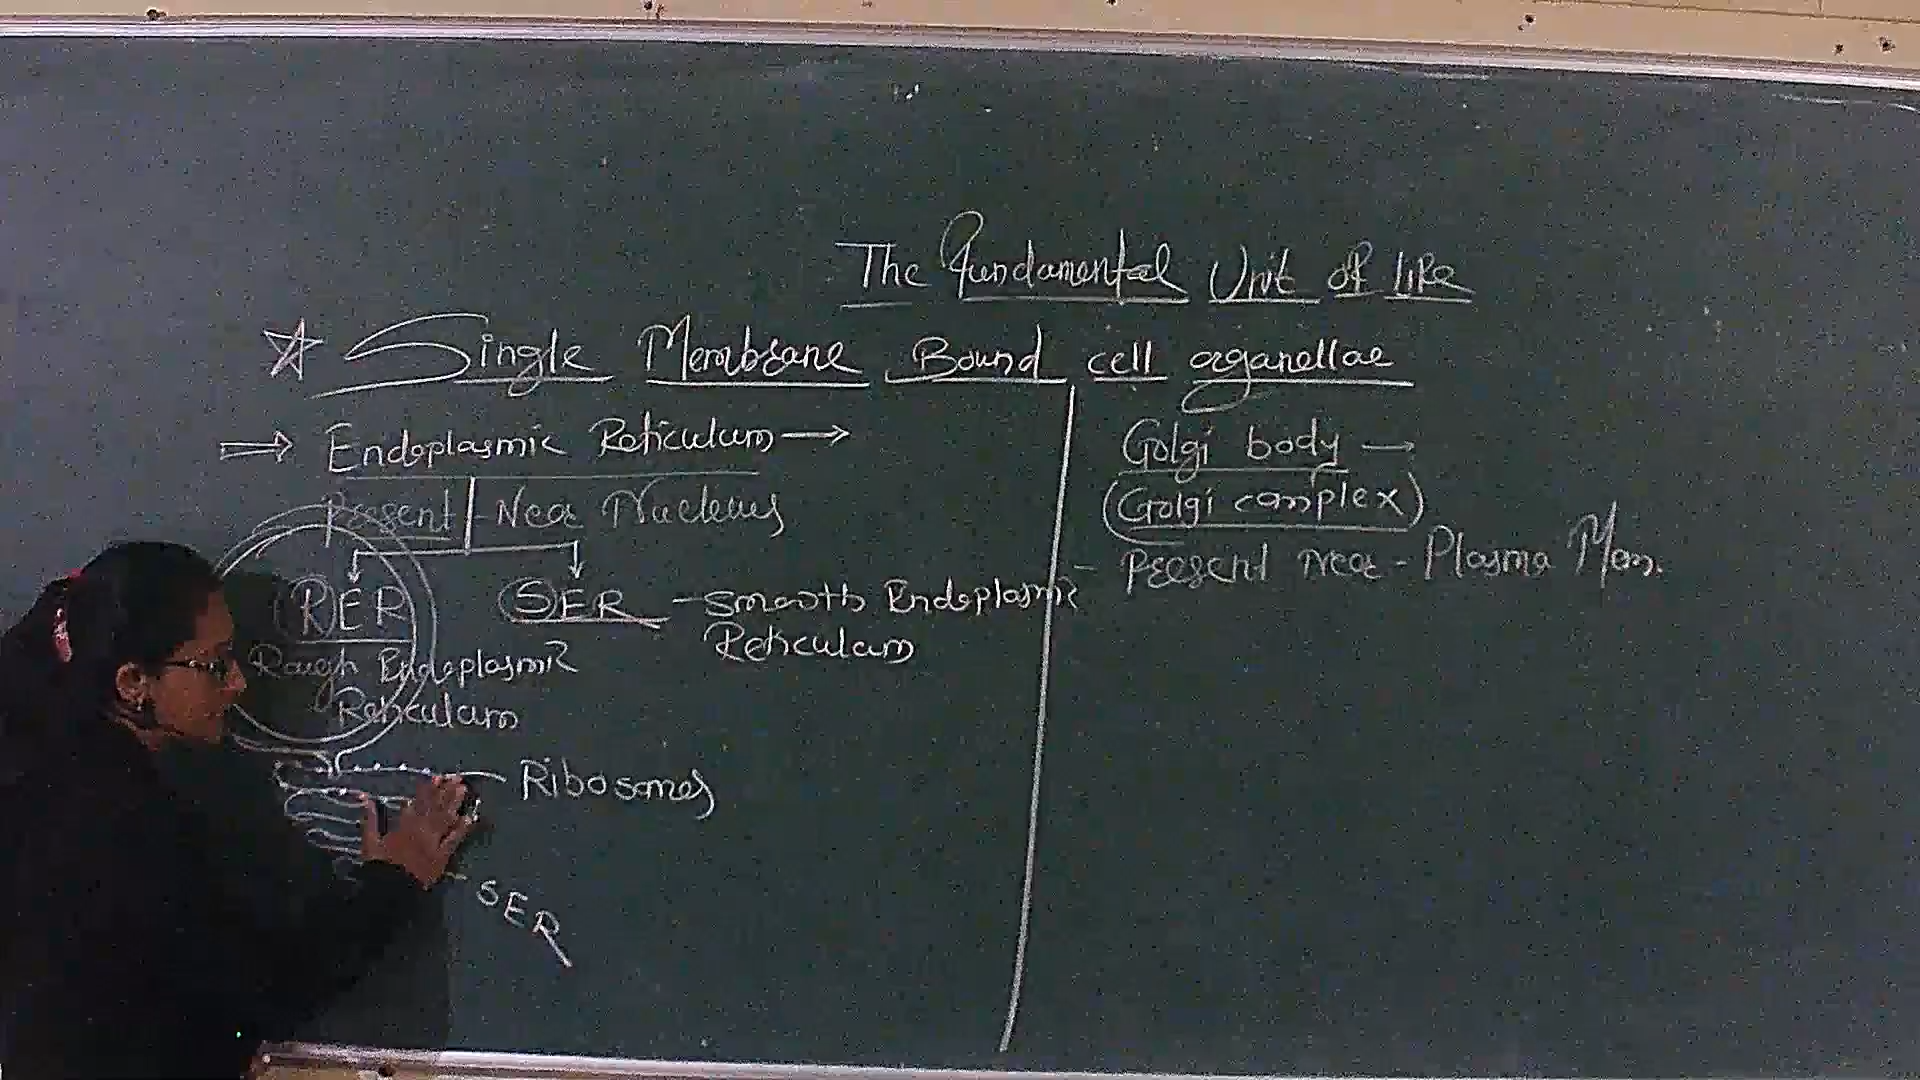 The Fundamental Unit of Life
☆ Single Membrane Bound cell organellae
⇒ Endoplasmic Reticulum →
Present - Near Nucleus
RER
SER - Smooth Endoplasmic
Reticulum
Rough Endoplasmic
Reticulum
Ribosomes
SER
Golgi body →
(Golgi complex)
- Present near - Plasma Mem.